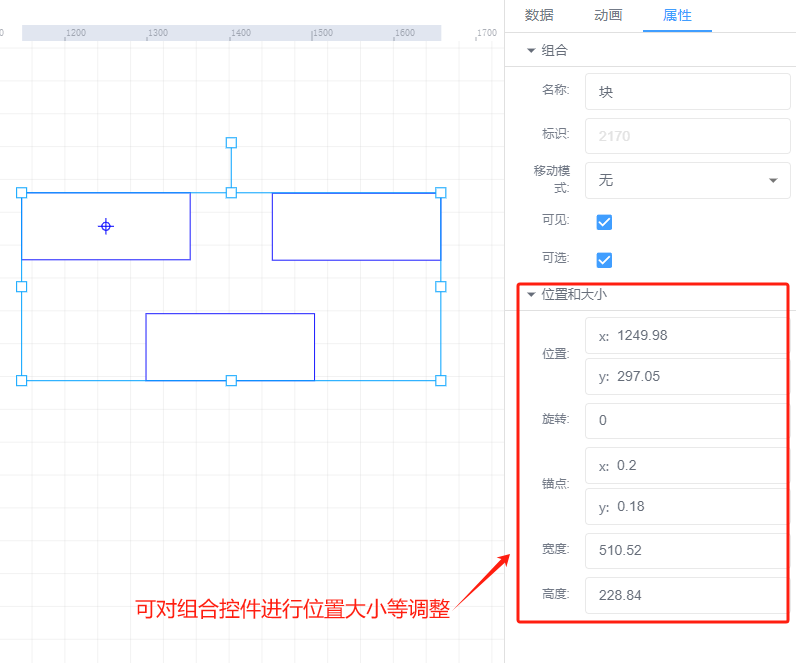 数据 动画 属性
0 1200 1300 1400 1500 1600 1700
组合
名称: 块
标识: 2170
移动模
式: 无
可见:
可选:
位置和大小
位置: x: 1249.98
y: 297.05
旋转: 0
锚点: x: 0.2
y: 0.18
宽度: 510.52
高度: 228.84
可对组合控件进行位置大小等调整